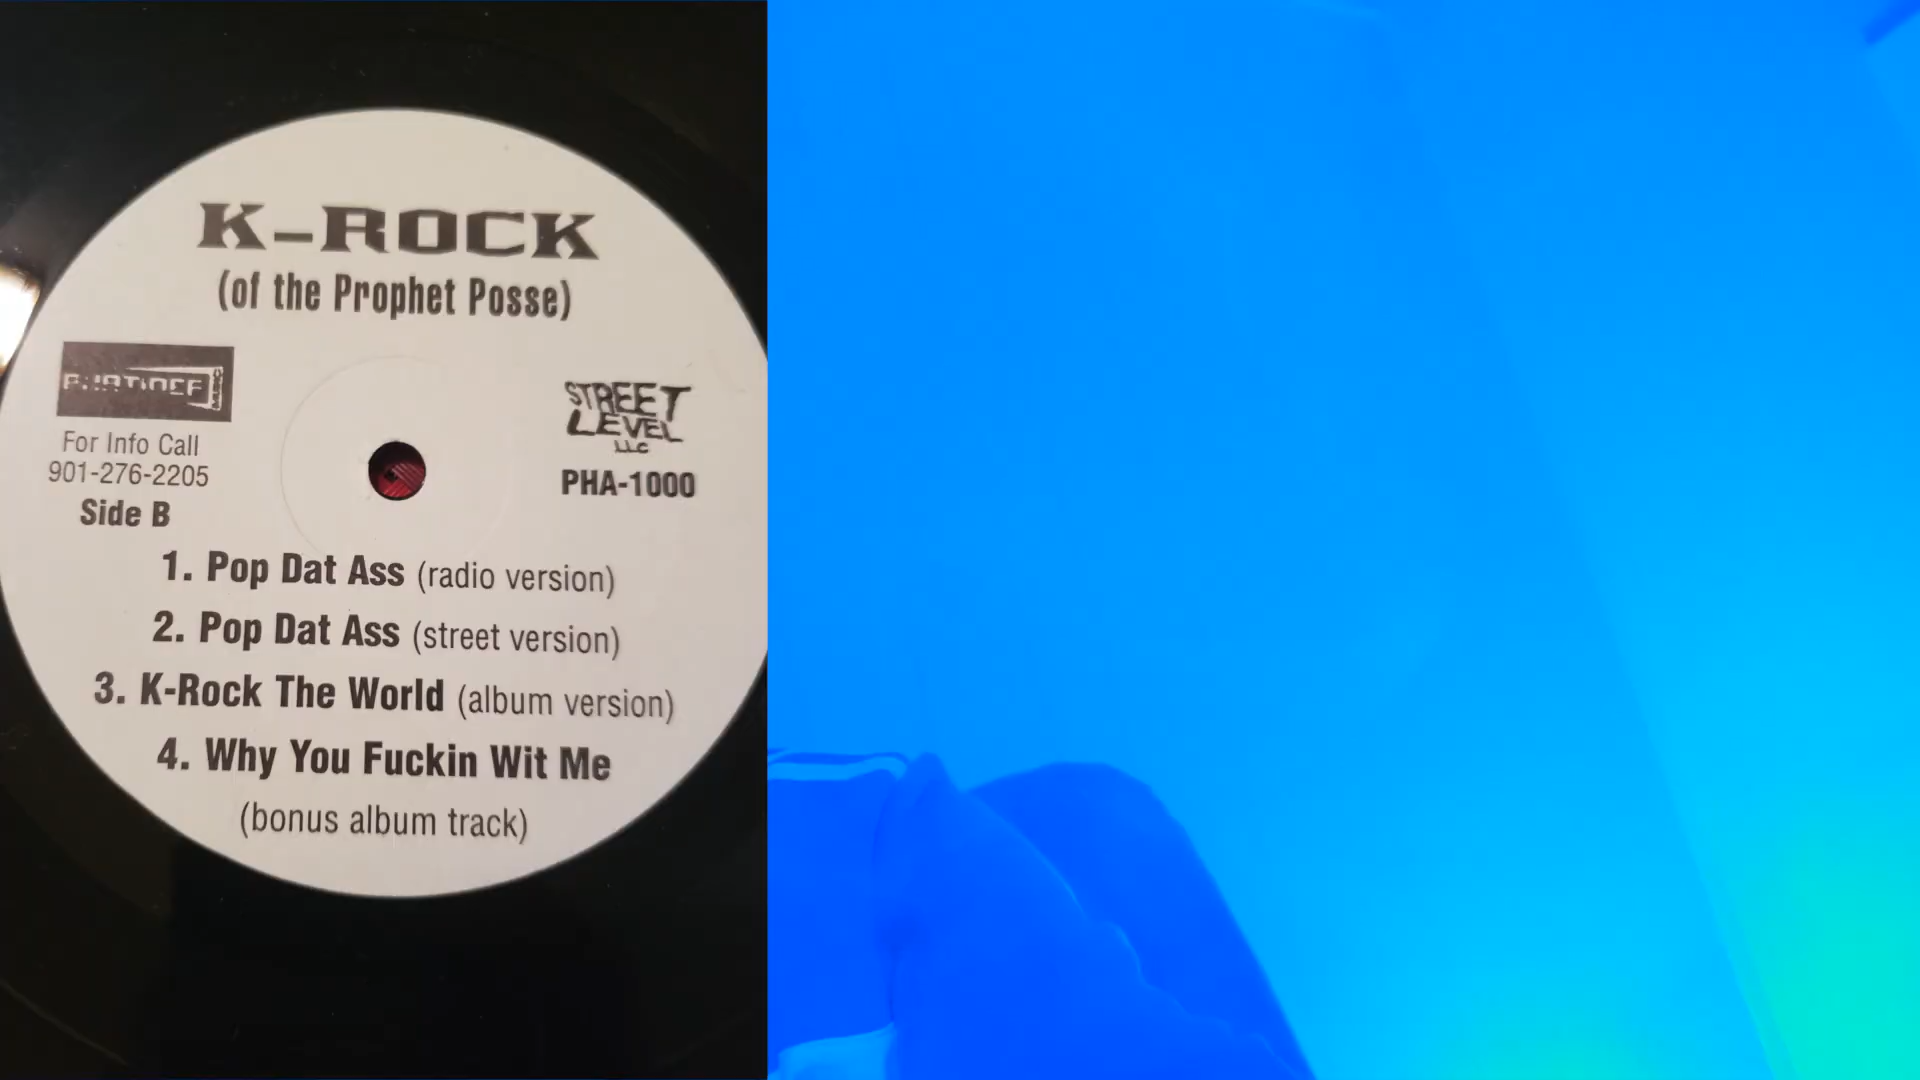 K-ROCK
(of the Prophet Posse)
For Info Call
901-276-2205
Side B
STREET
LEVEL
LLC
PHA-1000
1. Pop Dat Ass (radio version)
2. Pop Dat Ass (street version)
3. K-Rock The World (album version)
4. Why You Fuckin Wit Me
(bonus album track)